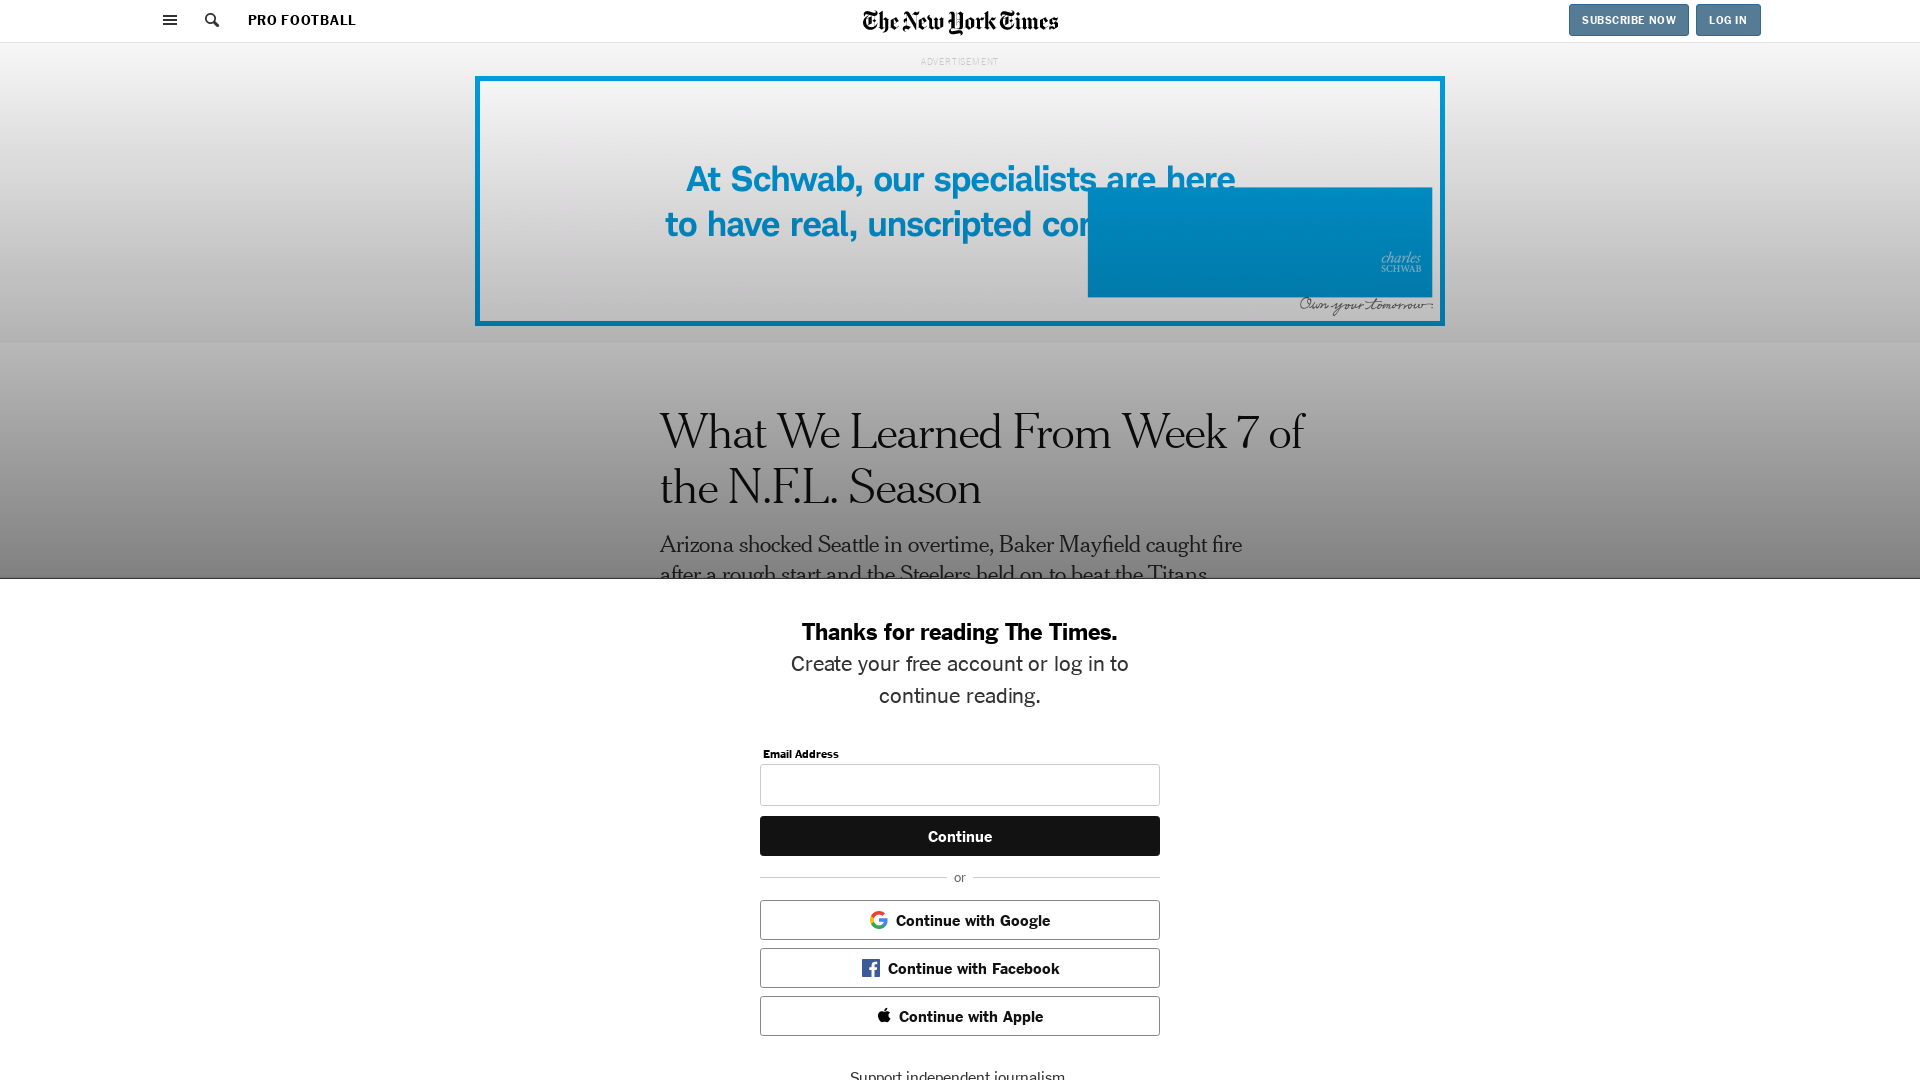 PRO FOOTBALL
The New York Times
SUBSCRIBE NOW
LOG IN
ADVERTISEMENT
At Schwab, our specialists are here
to have real, unscripted
charles
SCHWAB
Own your tomorrow
What We Learned From Week 7 of
the N.F.L. Season
Arizona shocked Seattle in overtime, Baker Mayfield caught fire
after a rough start and the Steelers held on to beat the Titans
Thanks for reading The Times.
Create your free account or log in to
continue reading.
Email Address
Continue
or
Continue with Google
Continue with Facebook
Continue with Apple
Support independent journalism